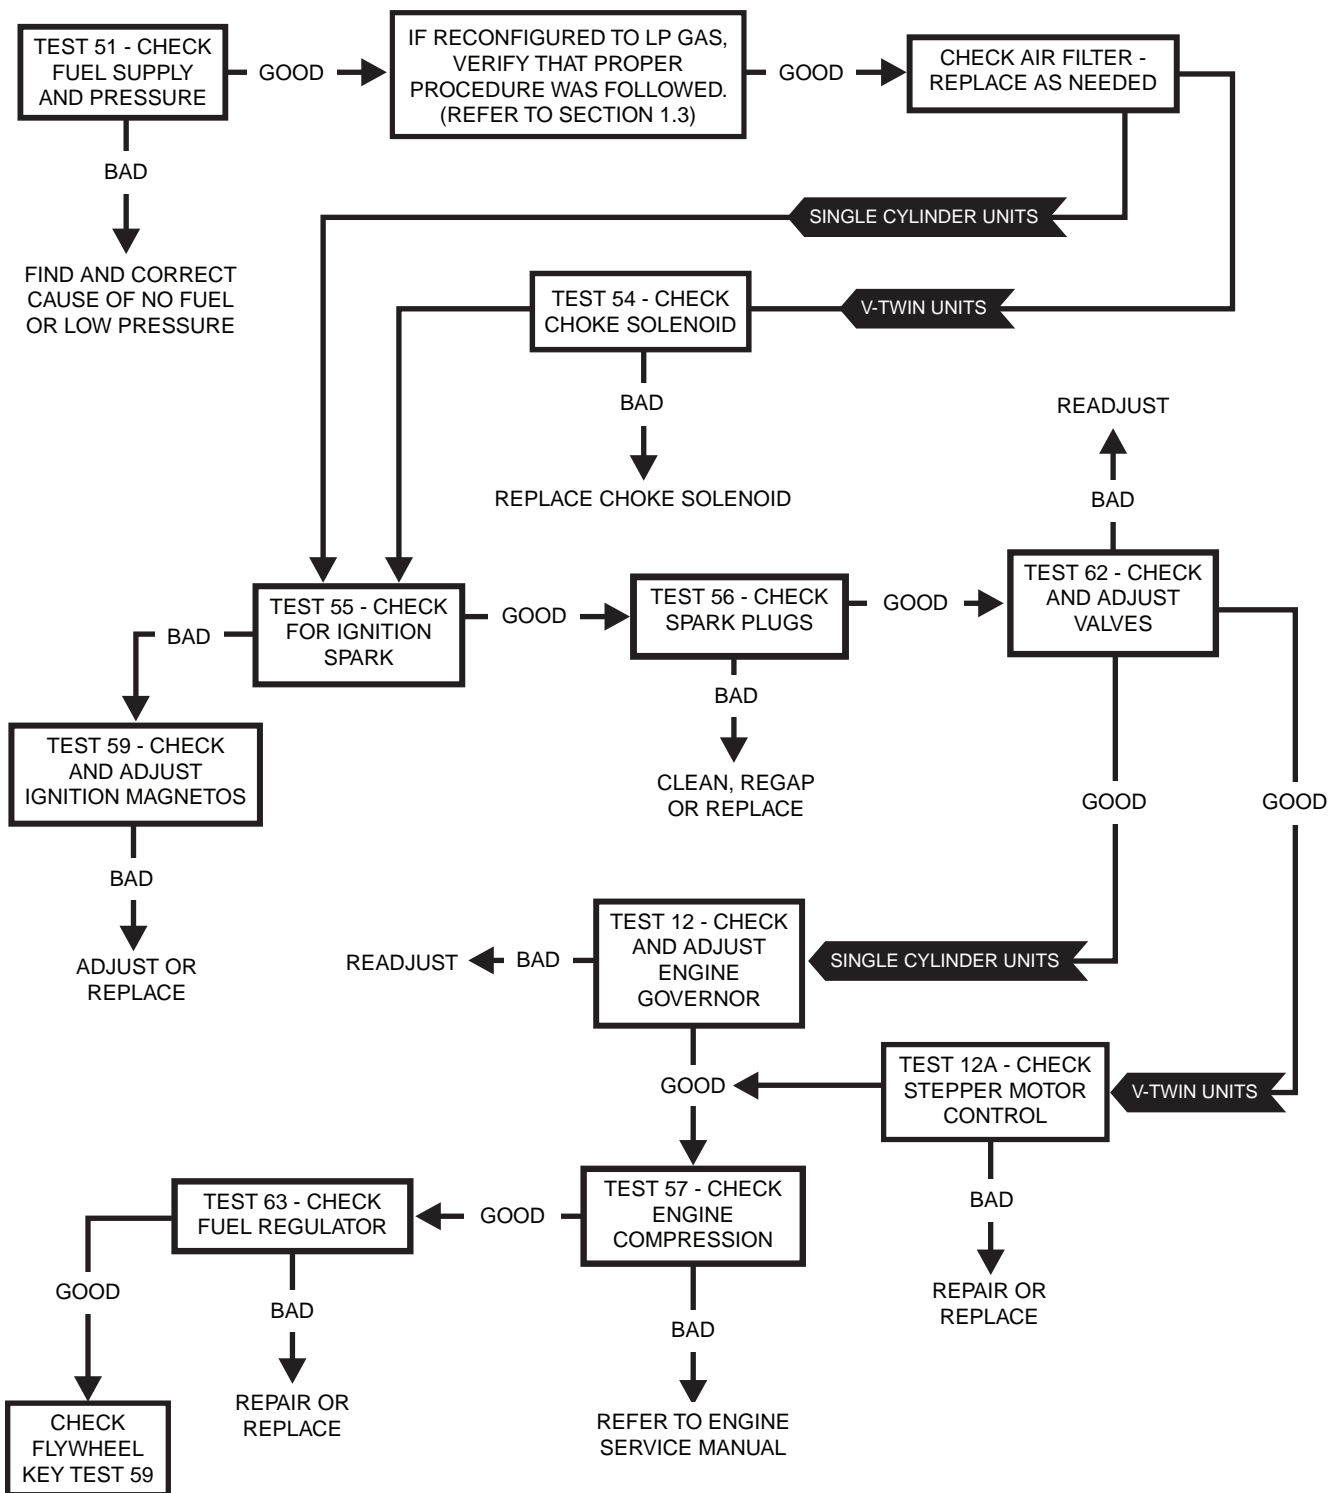 TEST 51 - CHECK
FUEL SUPPLY
AND PRESSURE
GOOD
IF RECONFIGURED TO LP GAS,
VERIFY THAT PROPER
PROCEDURE WAS FOLLOWED.
(REFER TO SECTION 1.3)
GOOD
CHECK AIR FILTER -
REPLACE AS NEEDED
BAD
FIND AND CORRECT
CAUSE OF NO FUEL
OR LOW PRESSURE
SINGLE CYLINDER UNITS
TEST 54 - CHECK
CHOKE SOLENOID
V-TWIN UNITS
BAD
REPLACE CHOKE SOLENOID
READJUST
BAD
TEST 55 - CHECK
FOR IGNITION
SPARK
GOOD
TEST 56 - CHECK
SPARK PLUGS
GOOD
TEST 62 - CHECK
AND ADJUST
VALVES
BAD
TEST 59 - CHECK
AND ADJUST
IGNITION MAGNETOS
BAD
ADJUST OR
REPLACE
BAD
CLEAN, REGAP
OR REPLACE
GOOD
GOOD
READJUST
BAD
TEST 12 - CHECK
AND ADJUST
ENGINE
GOVERNOR
SINGLE CYLINDER UNITS
GOOD
TEST 12A - CHECK
STEPPER MOTOR
CONTROL
V-TWIN UNITS
BAD
REPAIR OR
REPLACE
TEST 63 - CHECK
FUEL REGULATOR
GOOD
TEST 57 - CHECK
ENGINE
COMPRESSION
GOOD
BAD
REPAIR OR
REPLACE
BAD
REFER TO ENGINE
SERVICE MANUAL
CHECK
FLYWHEEL
KEY TEST 59